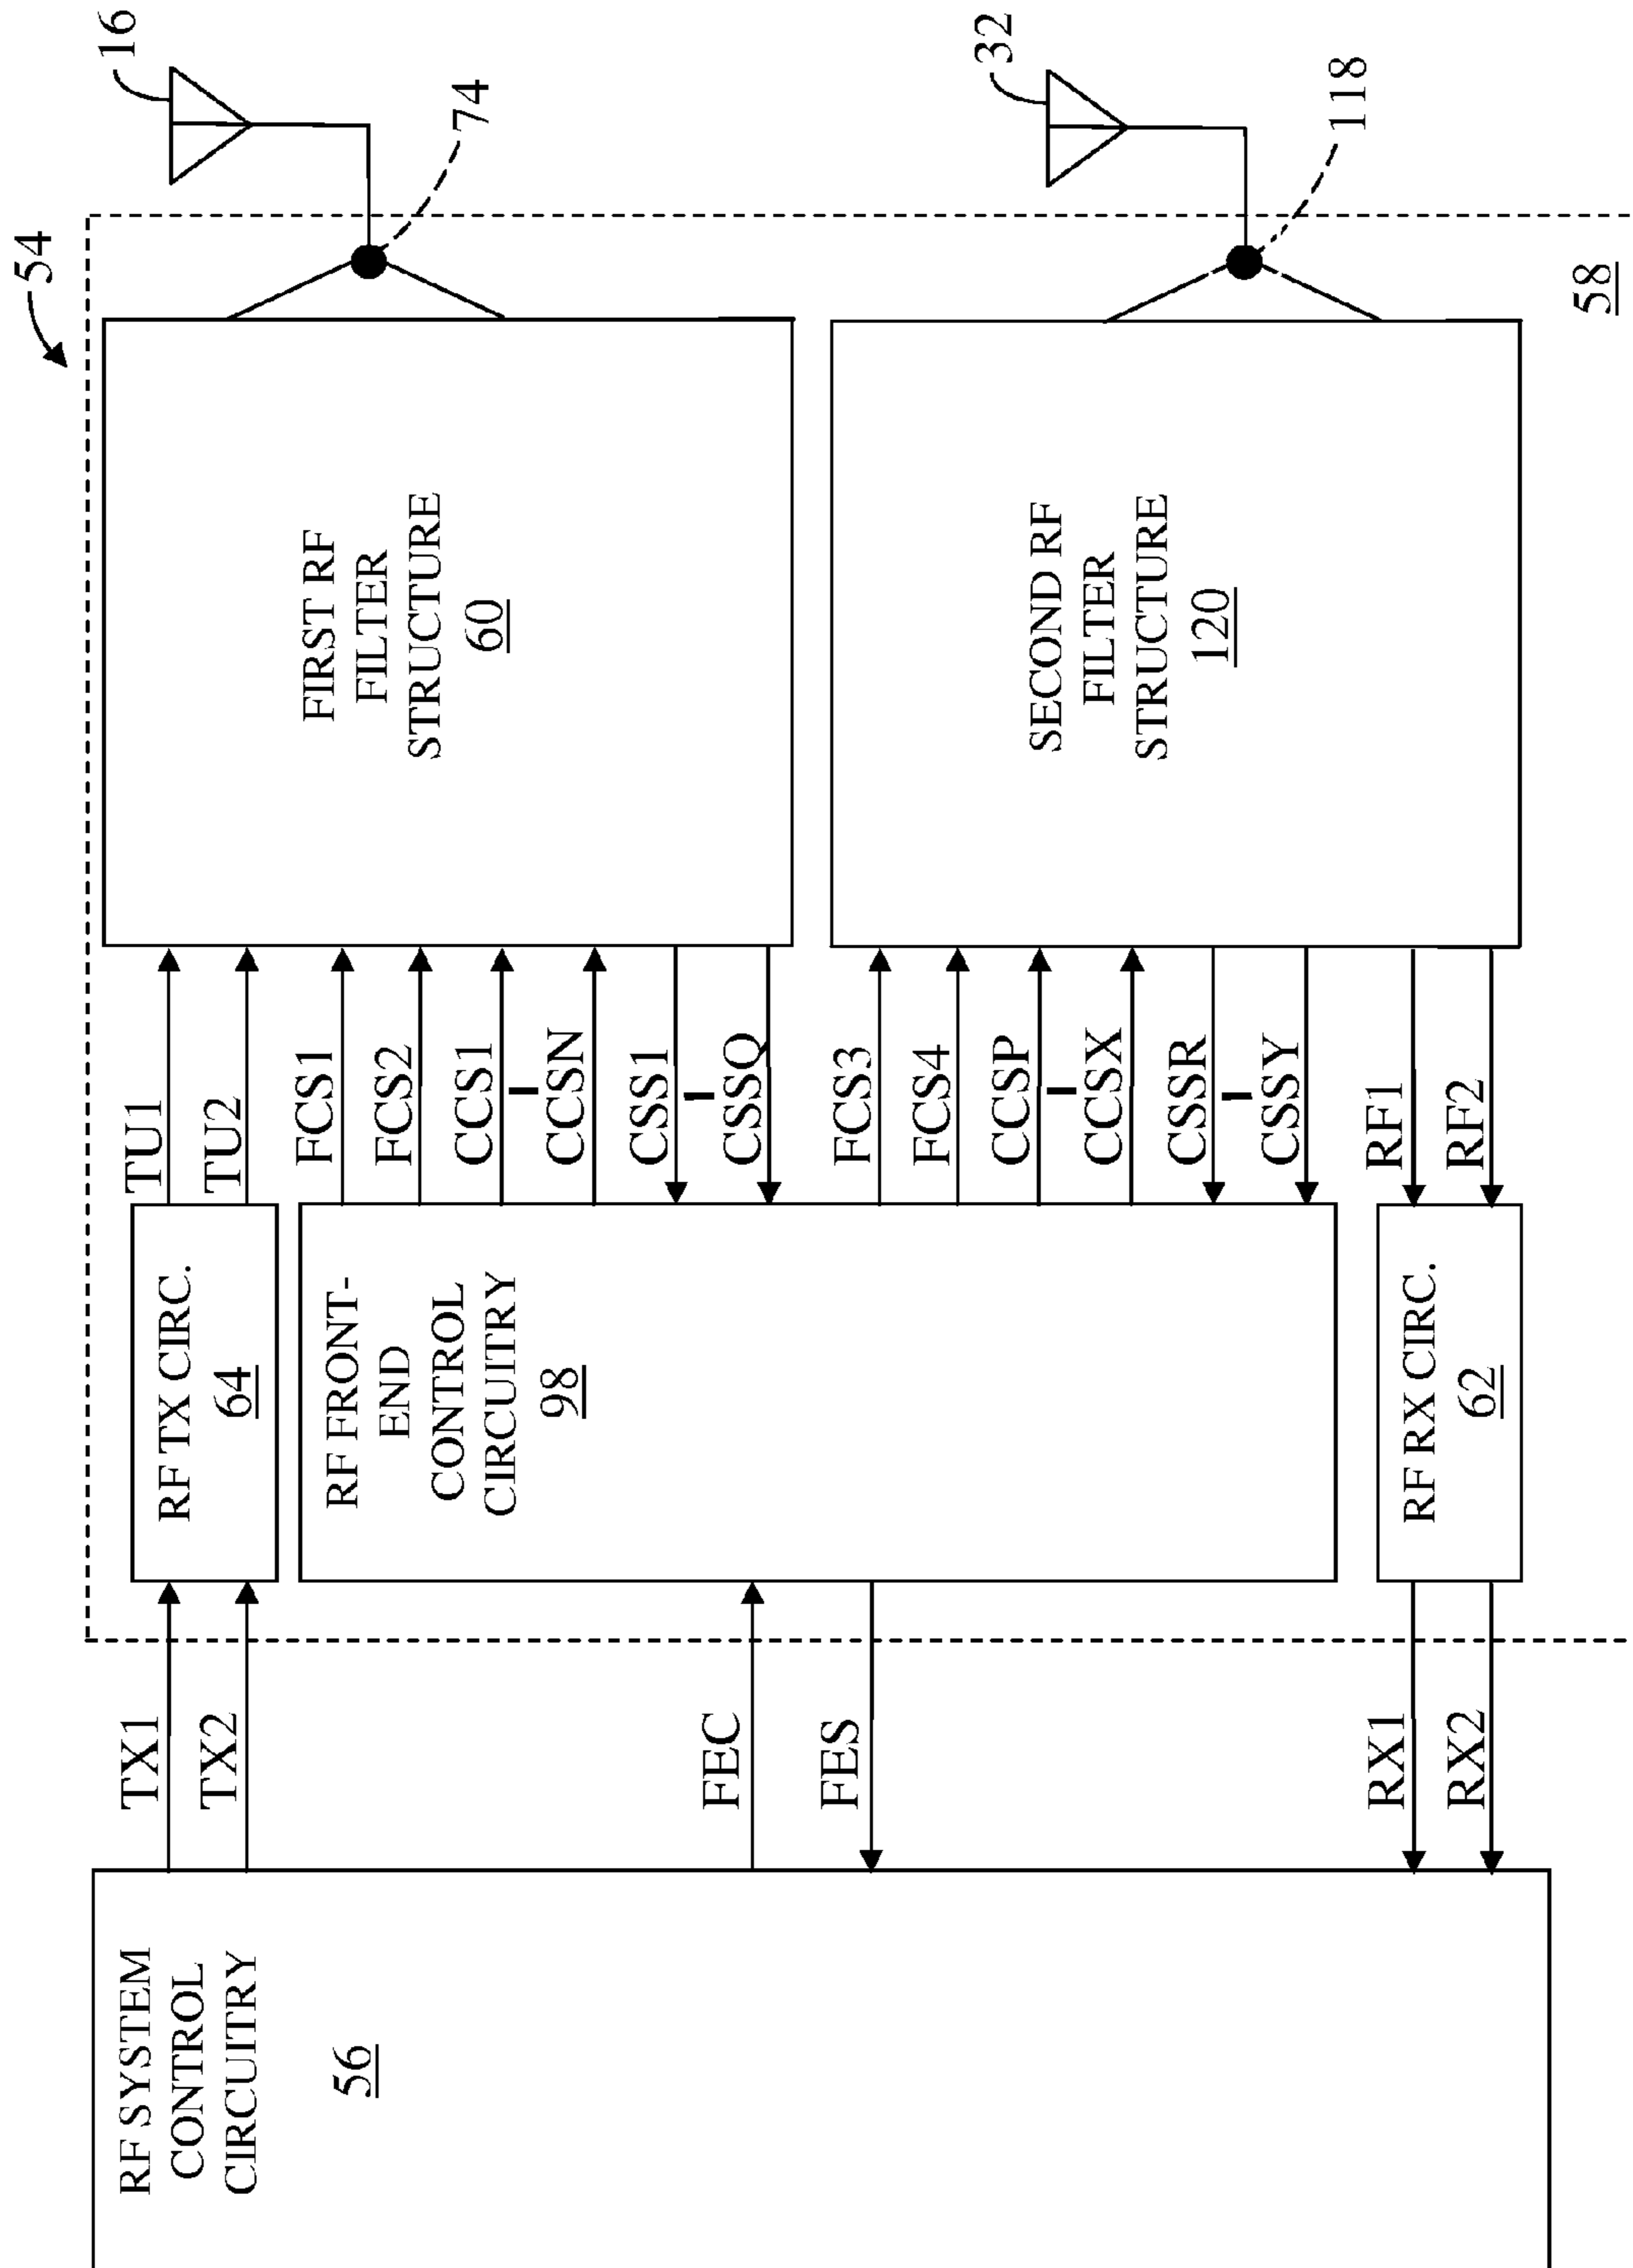 54
16
74
32
118
58
FIRST RF
FILTER
STRUCTURE
60
SECOND RF
FILTER
STRUCTURE
120
TU1
TU2
FCS1
FCS2
CCS1
CCSN
CSS1
CSSQ
FCS3
FCS4
CCSP
CCSX
CSSR
CSSY
RF1
RF2
RF TX CIRC.
64
RF FRONT-
END
CONTROL
CIRCUITRY
98
RF RX CIRC.
62
TX1
TX2
FEC
FES
RX1
RX2
RF SYSTEM
CONTROL
CIRCUITRY
56